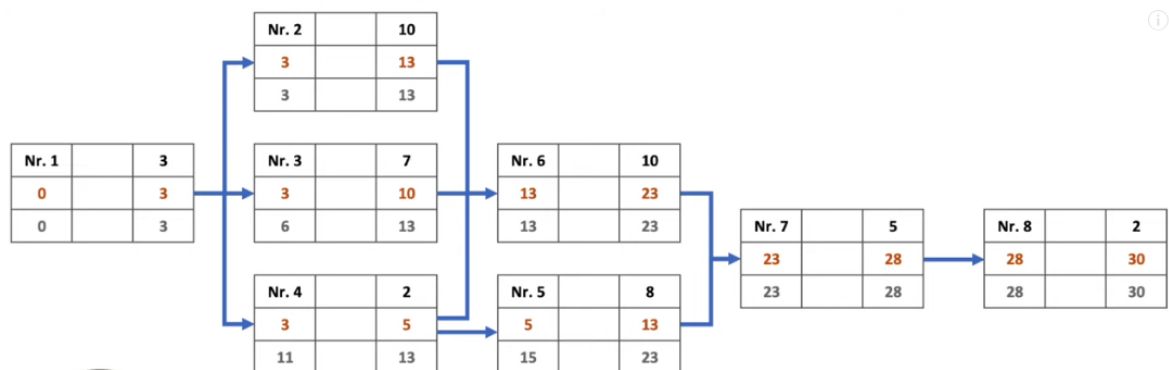 Nr. 2 10
3 13
3 13
Nr. 1 3
0 3
0 3
Nr. 3 7
3 10
6 13
Nr. 6 10
13 23
13 23
Nr. 7 5
23 28
23 28
Nr. 8 2
28 30
28 30
Nr. 4 2
3 5
11 13
Nr. 5 8
5 13
15 23